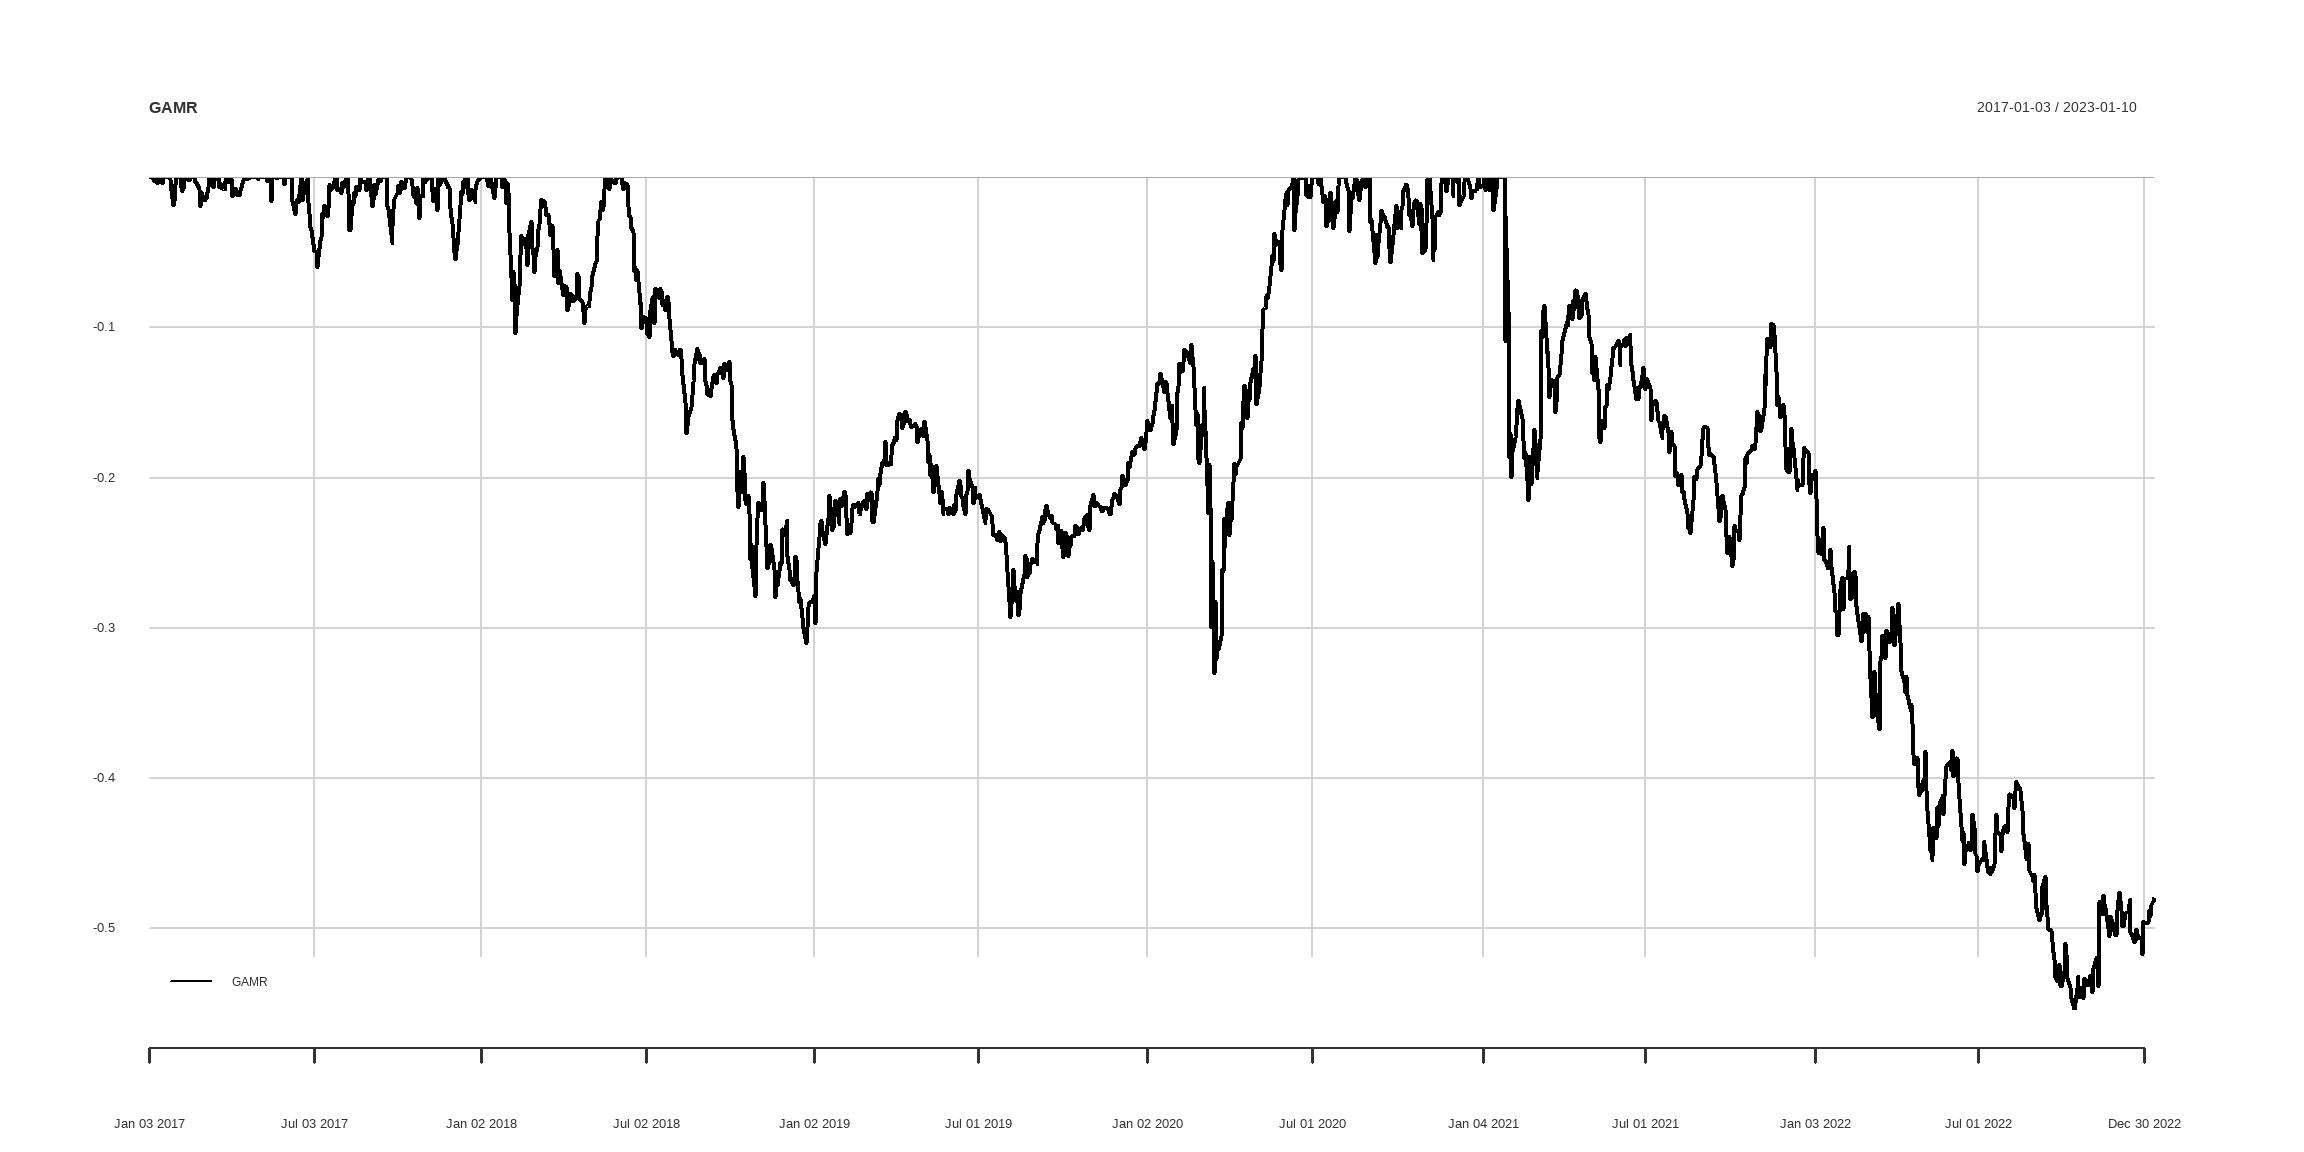 GAMR
2017-01-03 / 2023-01-10
-0.1
-0.2
-0.3
-0.4
-0.5
GAMR
Jan 03 2017
Jul 03 2017
Jan 02 2018
Jul 02 2018
Jan 02 2019
Jul 01 2019
Jan 02 2020
Jul 01 2020
Jan 04 2021
Jul 01 2021
Jan 03 2022
Jul 01 2022
Dec 30 2022